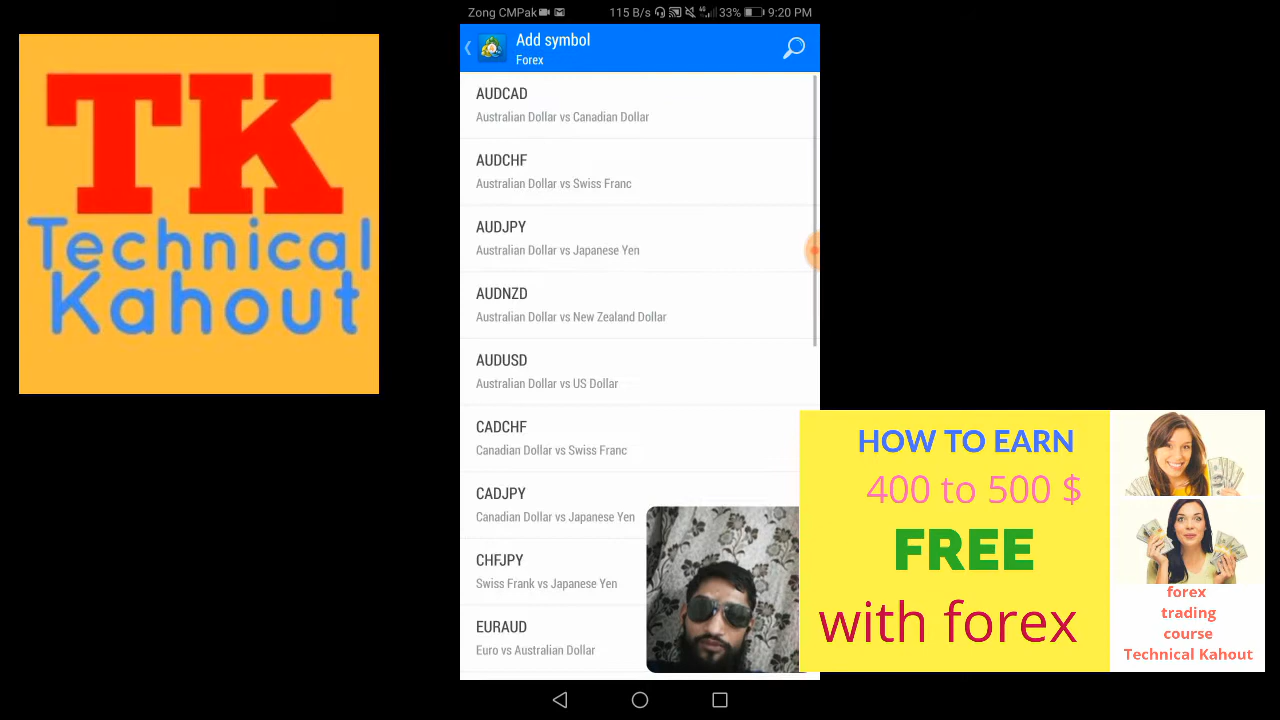 TK
Technical
Kahout
Zong CMPak 115 B/s 4G 33% 9:20 PM
Add symbol
Forex
AUDCAD
Australian Dollar vs Canadian Dollar
AUDCHF
Australian Dollar vs Swiss Franc
AUDJPY
Australian Dollar vs Japanese Yen
AUDNZD
Australian Dollar vs New Zealand Dollar
AUDUSD
Australian Dollar vs US Dollar
CADCHF
Canadian Dollar vs Swiss Franc
CADJPY
Canadian Dollar vs Japanese Yen
CHFJPY
Swiss Frank vs Japanese Yen
EURAUD
Euro vs Australian Dollar
HOW TO EARN
400 to 500 $
FREE
with forex
forex
trading
course
Technical Kahout